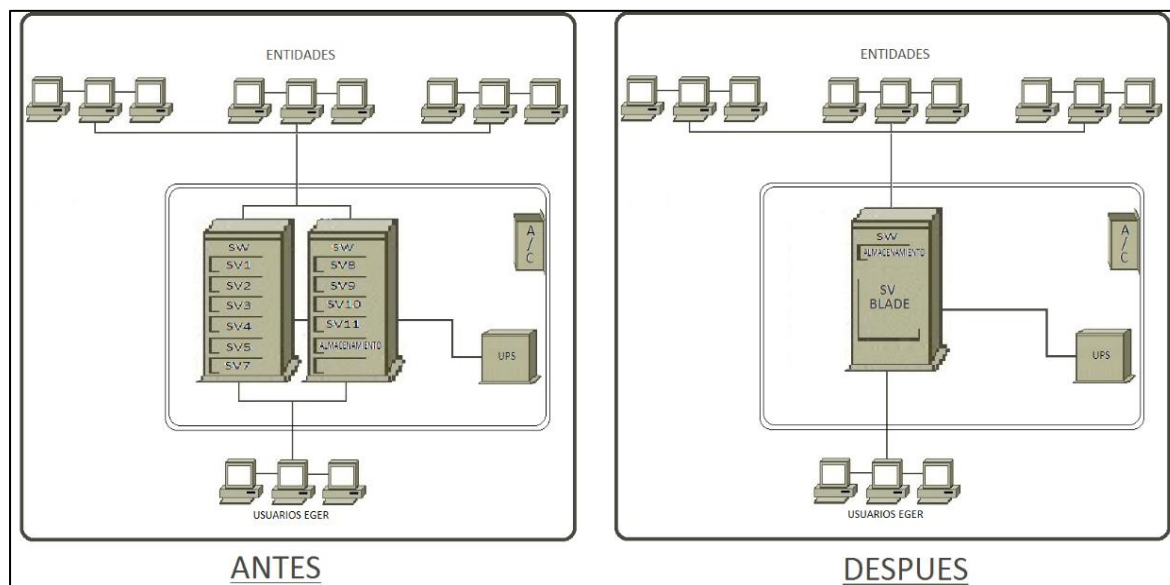 ENTIDADES
SW
SV1
SV2
SV3
SV4
SV5
SV7
SW
SV8
SV9
SV10
SV11
ALMACENAMIENTO
A/C
UPS
USUARIOS EGER
ANTES
ENTIDADES
SW
ALMACENAMIENTO
SV
BLADE
A/C
UPS
USUARIOS EGER
DESPUES